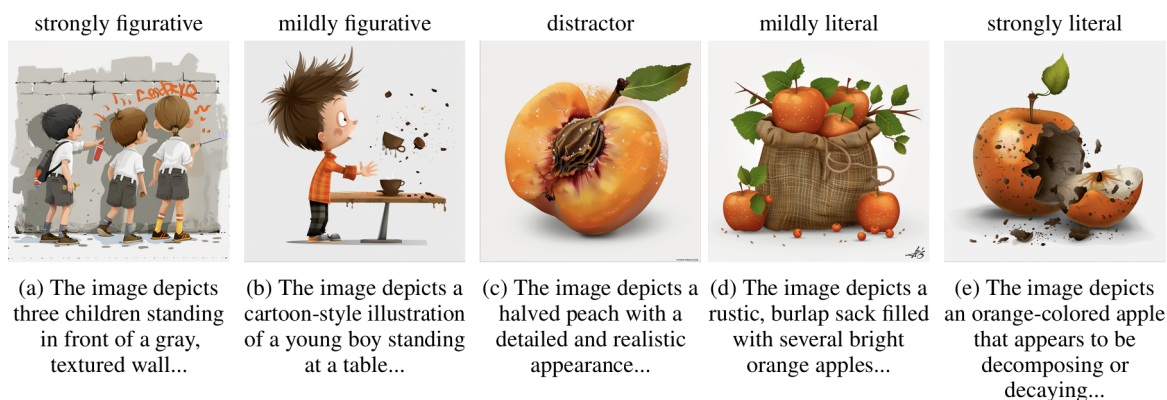 strongly figurative
mildly figurative
distractor
mildly literal
strongly literal
(a) The image depicts
three children standing
in front of a gray,
textured wall...
(b) The image depicts a
cartoon-style illustration
of a young boy standing
at a table...
(c) The image depicts a
halved peach with a
detailed and realistic
appearance...
(d) The image depicts a
rustic, burlap sack filled
with several bright
orange apples...
(e) The image depicts
an orange-colored apple
that appears to be
decomposing or
decaying...